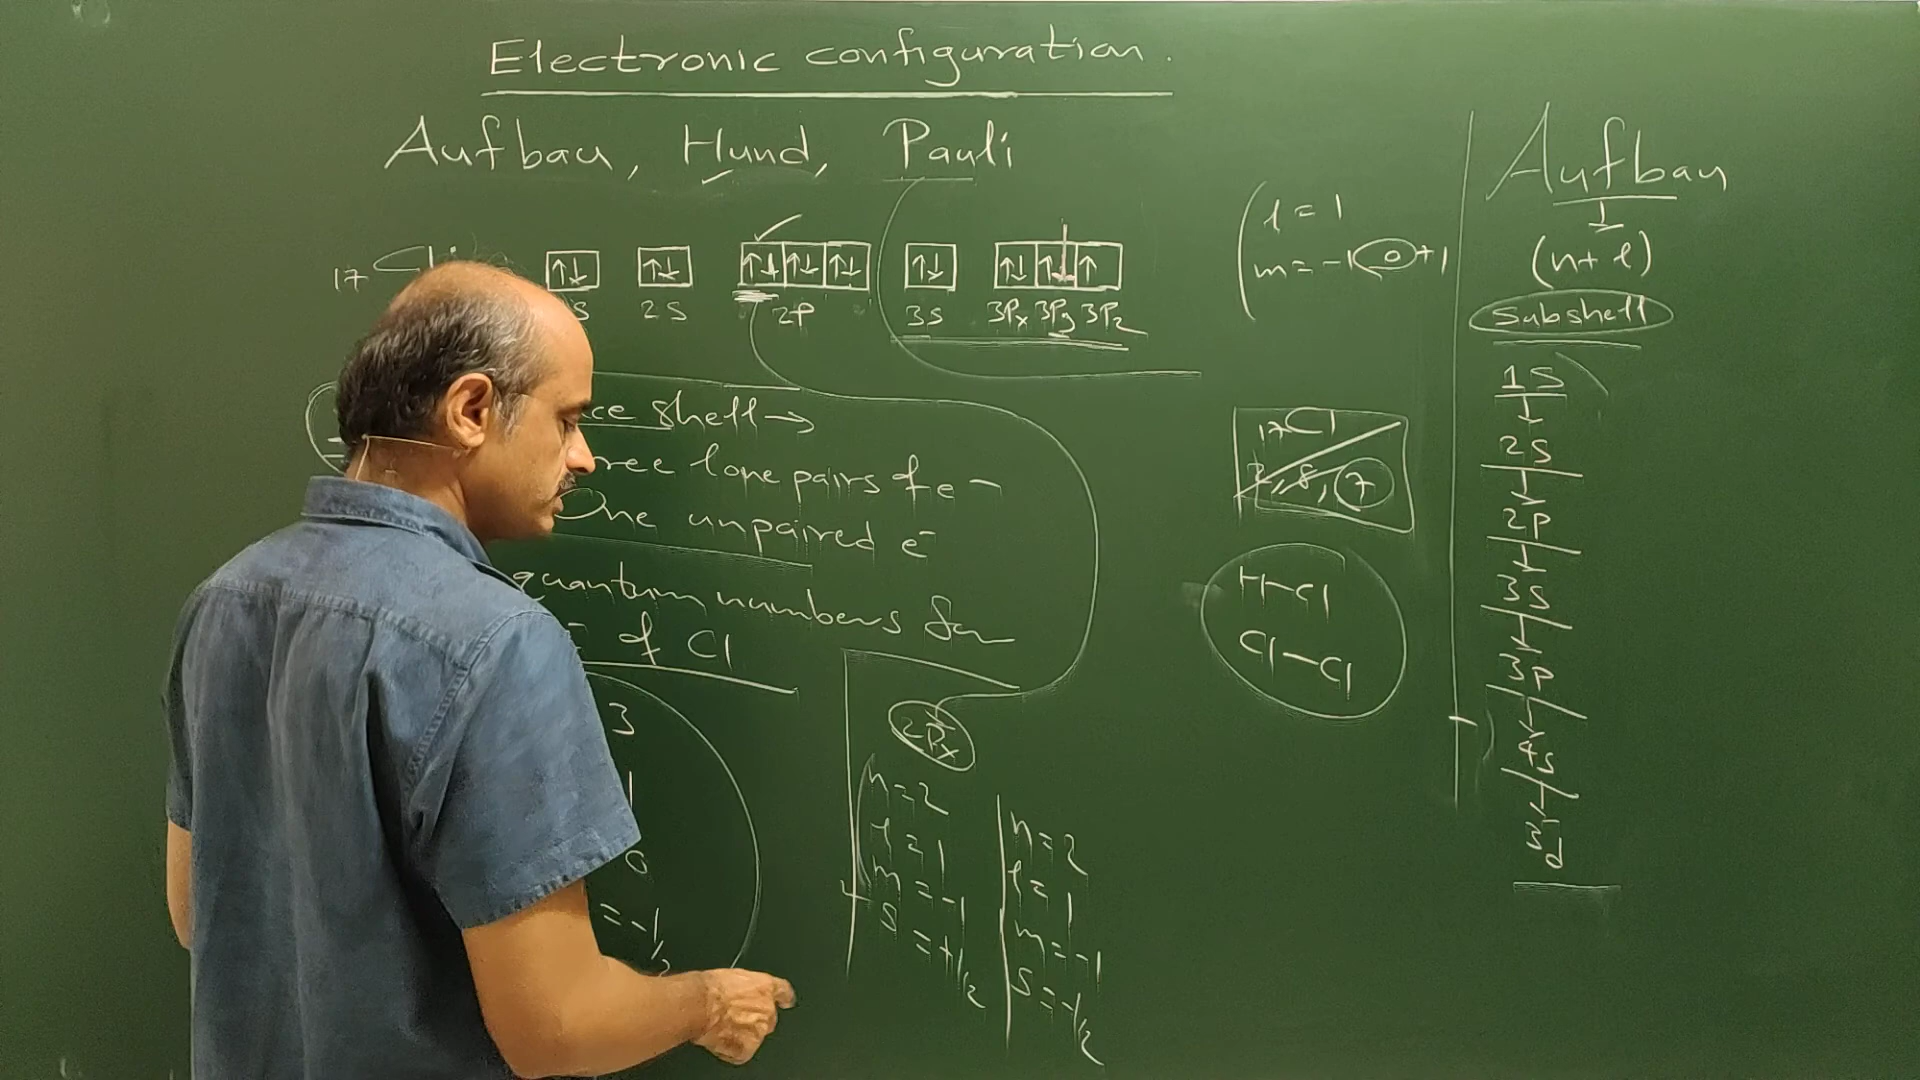 Electronic configuration.
Aufbau, Hund, Pauli
17Cl
↑↓ ↑↓ ↑↓ ↑↓ ↑↓ ↑↓ ↑↓ ↑↓ ↑
S 2S 2P 3S 3Px 3Py 3Pz
ce shell →
ree lone pairs of e-
One unpaired e-
quantum numbers for
of Cl
3
1
0
= -1/2
2Px
n=2
l=1
m=-1
s=+1/2
n=2
l=1
m=-1
s=-1/2
l=1
m=-1 0 +1
17Cl
2,8,7
H-Cl
Cl-Cl
Aufbau
↓
(n+l)
Subshell
1S
↓
2S
↓
2P
↓
3S
↓
3P
↓
4S
↓
3d